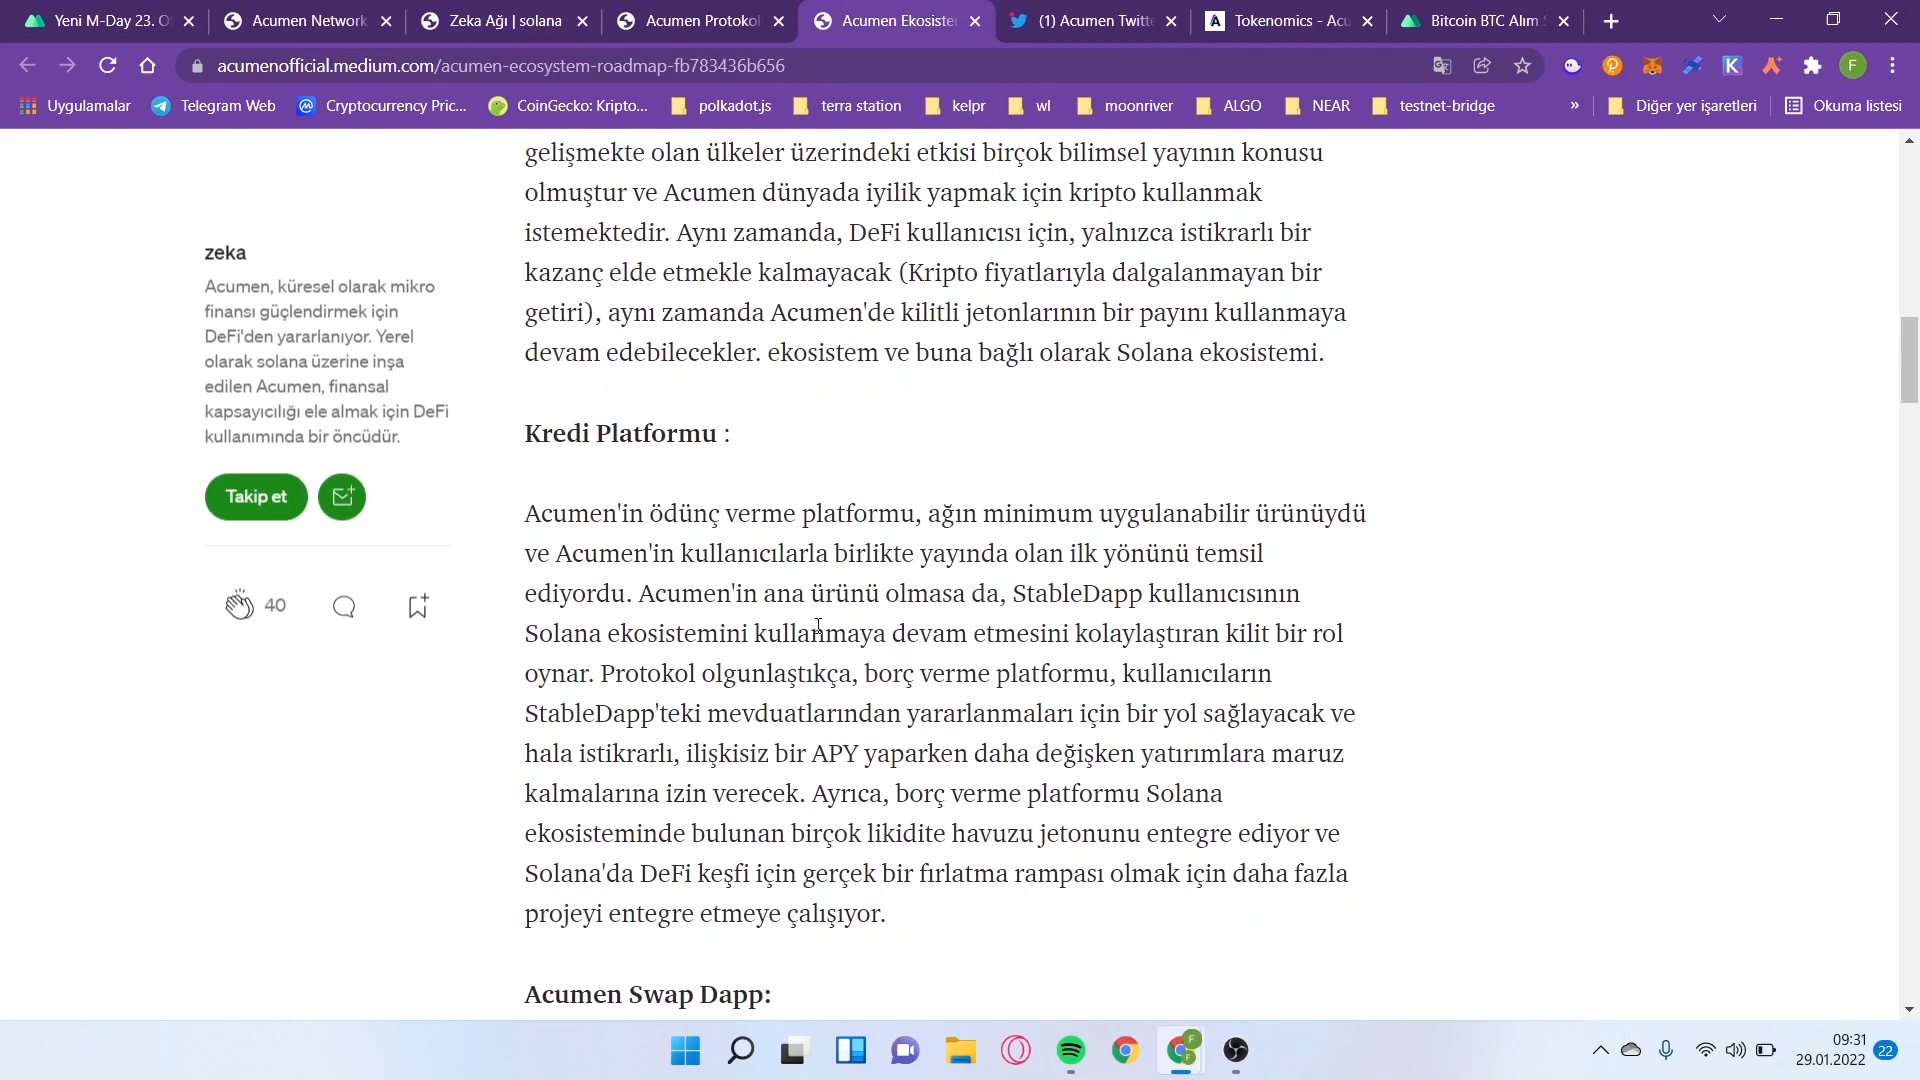 Yeni M-Day 23. O
Acumen Network
Zeka Ağı | solana
Acumen Protokol
Acumen Ekosistem
(1) Acumen Twitt
Tokenomics - Acu
Bitcoin BTC Alım S
acumenofficial.medium.com/acumen-ecosystem-roadmap-fb783436b656
Uygulamalar
Telegram Web
Cryptocurrency Pric...
CoinGecko: Kripto...
polkadot.js
terra station
kelpr
wl
moonriver
ALGO
NEAR
testnet-bridge
»
Diğer yer işaretleri
Okuma listesi
gelişmekte olan ülkeler üzerindeki etkisi birçok bilimsel yayının konusu
olmuştur ve Acumen dünyada iyilik yapmak için kripto kullanmak
istemektedir. Aynı zamanda, DeFi kullanıcısı için, yalnızca istikrarlı bir
kazanç elde etmekle kalmayacak (Kripto fiyatlarıyla dalgalanmayan bir
getiri), aynı zamanda Acumen'de kilitli jetonlarının bir payını kullanmaya
devam edebilecekler. ekosistem ve buna bağlı olarak Solana ekosistemi.
zeka
Acumen, küresel olarak mikro
finansı güçlendirmek için
DeFi'den yararlanıyor. Yerel
olarak solana üzerine inşa
edilen Acumen, finansal
kapsayıcılığı ele almak için DeFi
kullanımında bir öncüdür.
Takip et
40
Kredi Platformu :
Acumen'in ödünç verme platformu, ağın minimum uygulanabilir ürünüydü
ve Acumen'in kullanıcılarla birlikte yayında olan ilk yönünü temsil
ediyordu. Acumen'in ana ürünü olmasa da, StableDapp kullanıcısının
Solana ekosistemini kullanmaya devam etmesini kolaylaştıran kilit bir rol
oynar. Protokol olgunlaştıkça, borç verme platformu, kullanıcıların
StableDapp'teki mevduatlarından yararlanmaları için bir yol sağlayacak ve
hala istikrarlı, ilişkisiz bir APY yaparken daha değişken yatırımlara maruz
kalmalarına izin verecek. Ayrıca, borç verme platformu Solana
ekosisteminde bulunan birçok likidite havuzu jetonunu entegre ediyor ve
Solana'da DeFi keşfi için gerçek bir fırlatma rampası olmak için daha fazla
projeyi entegre etmeye çalışıyor.
Acumen Swap Dapp:
09:31
29.01.2022
22